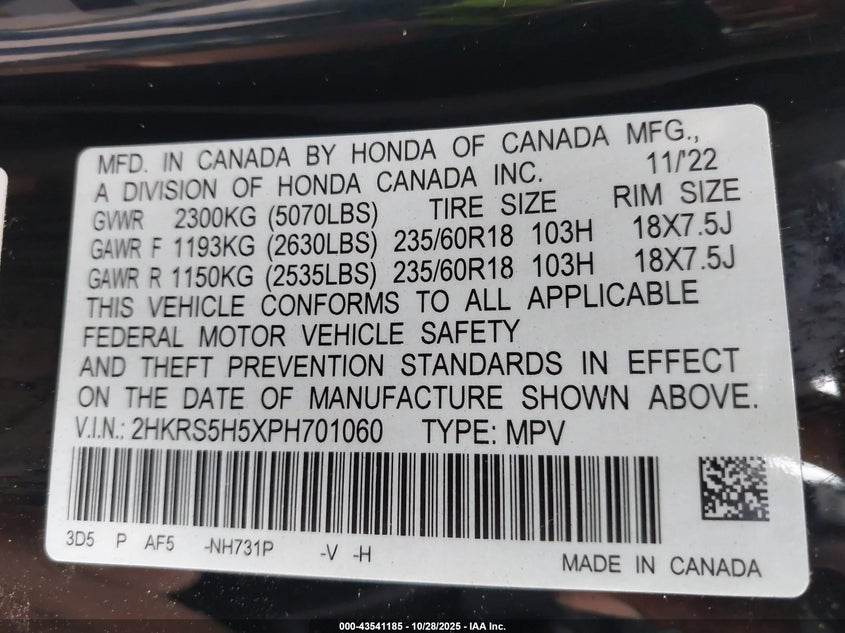 MFD. IN CANADA BY HONDA OF CANADA MFG.,
A DIVISION OF HONDA CANADA INC. 11/'22
GVWR 2300KG (5070LBS) TIRE SIZE RIM SIZE
GAWR F 1193KG (2630LBS) 235/60R18 103H 18X7.5J
GAWR R 1150KG (2535LBS) 235/60R18 103H 18X7.5J
THIS VEHICLE CONFORMS TO ALL APPLICABLE
FEDERAL MOTOR VEHICLE SAFETY
AND THEFT PREVENTION STANDARDS IN EFFECT
ON THE DATE OF MANUFACTURE SHOWN ABOVE.
V.I.N.: 2HKRS5H5XPH701060 TYPE: MPV
3D5 P AF5 -NH731P -V -H
MADE IN CANADA
000-43541185 - 10/28/2025 - IAA Inc.